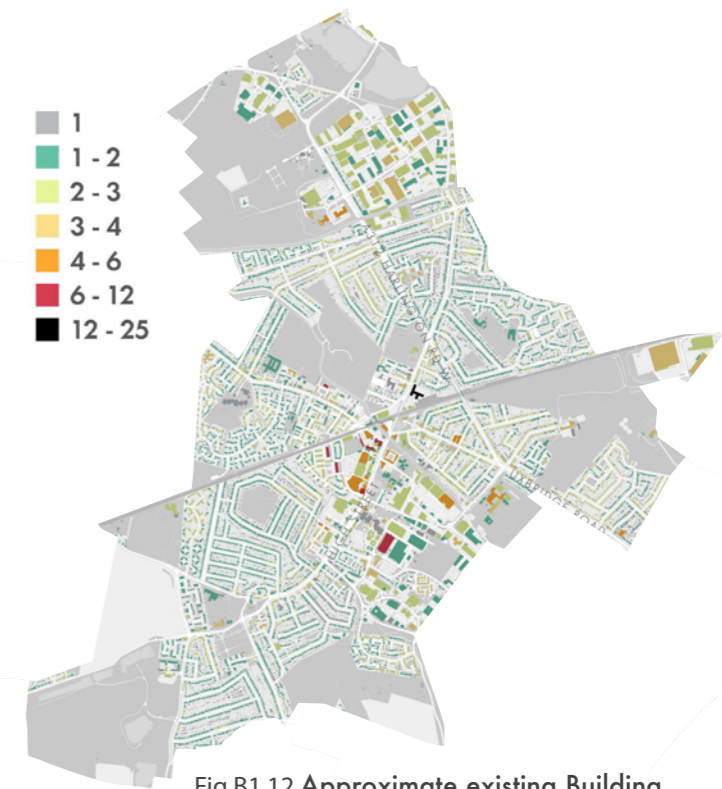 1
1 - 2
2 - 3
3 - 4
4 - 6
6 - 12
12 - 25
UXBRIDGE ROAD
Fig B1.12 Approximate existing Building